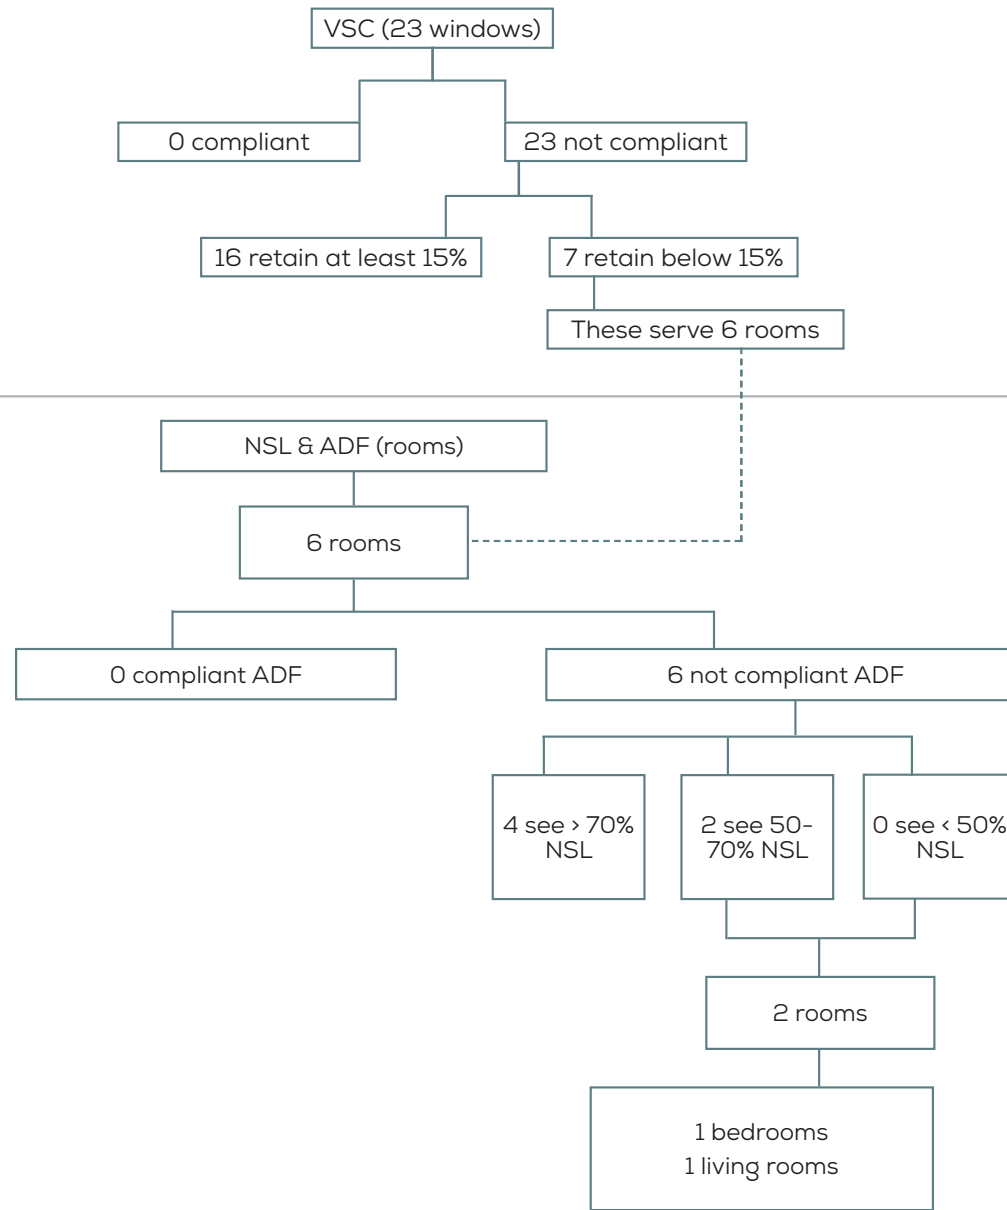 VSC (23 windows)
0 compliant
23 not compliant
16 retain at least 15%
7 retain below 15%
These serve 6 rooms
NSL & ADF (rooms)
6 rooms
0 compliant ADF
6 not compliant ADF
4 see > 70%
NSL
2 see 50-
70% NSL
0 see < 50%
NSL
2 rooms
1 bedrooms
1 living rooms